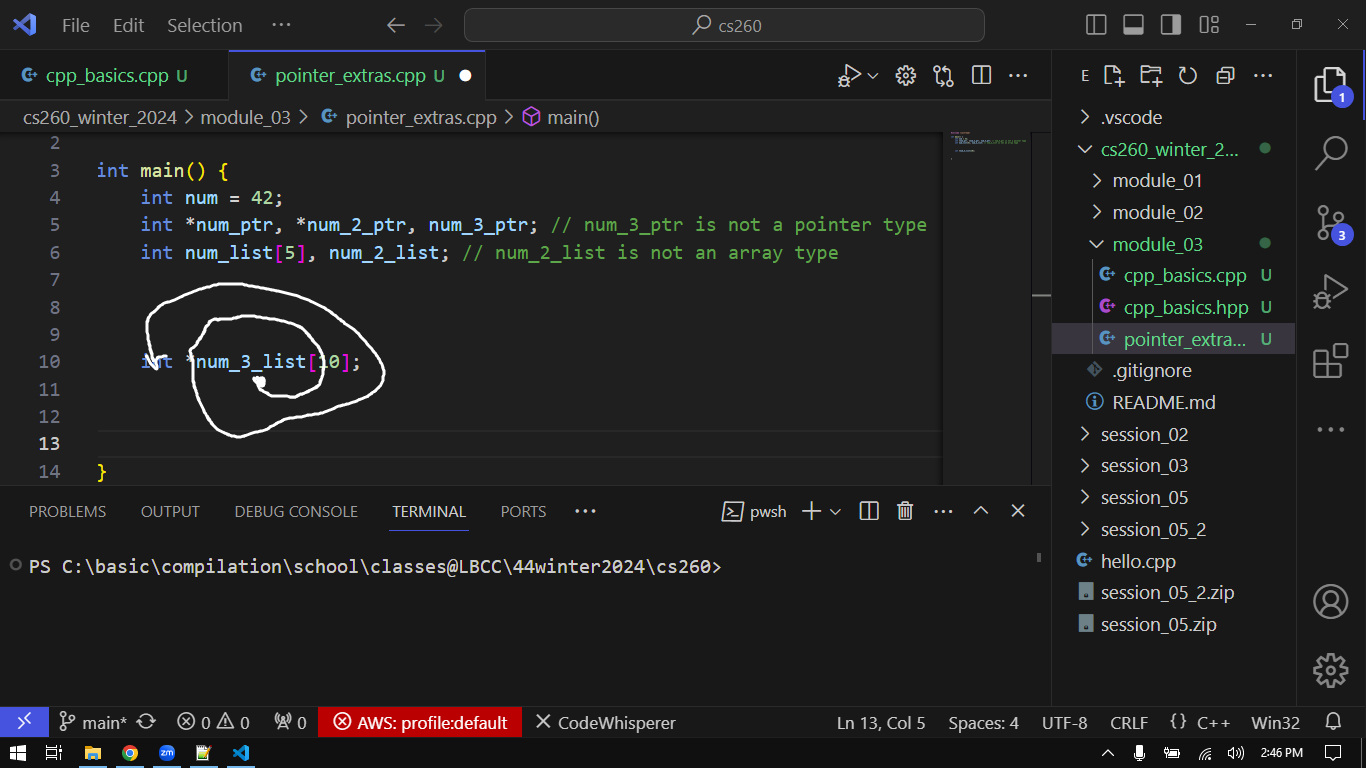 File Edit Selection ··· cs260
cpp_basics.cpp U pointer_extras.cpp U
cs260_winter_2024 > module_03 > pointer_extras.cpp > main()
2
3 int main() {
4 int num = 42;
5 int *num_ptr, *num_2_ptr, num_3_ptr; // num_3_ptr is not a pointer type
6 int num_list[5], num_2_list; // num_2_list is not an array type
7
8
9
10 int *num_3_list[10];
11
12
13
14 }
E
1
3
.vscode
cs260_winter_2...
module_01
module_02
module_03
cpp_basics.cpp U
cpp_basics.hpp U
pointer_extra... U
.gitignore
README.md
session_02
session_03
session_05
session_05_2
hello.cpp
session_05_2.zip
session_05.zip
PROBLEMS OUTPUT DEBUG CONSOLE TERMINAL PORTS ··· pwsh
PS C:\basic\compilation\school\classes@LBCC\44winter2024\cs260>
main* 0 0 0 AWS: profile:default CodeWhisperer Ln 13, Col 5 Spaces: 4 UTF-8 CRLF {} C++ Win32
zm 2:46 PM